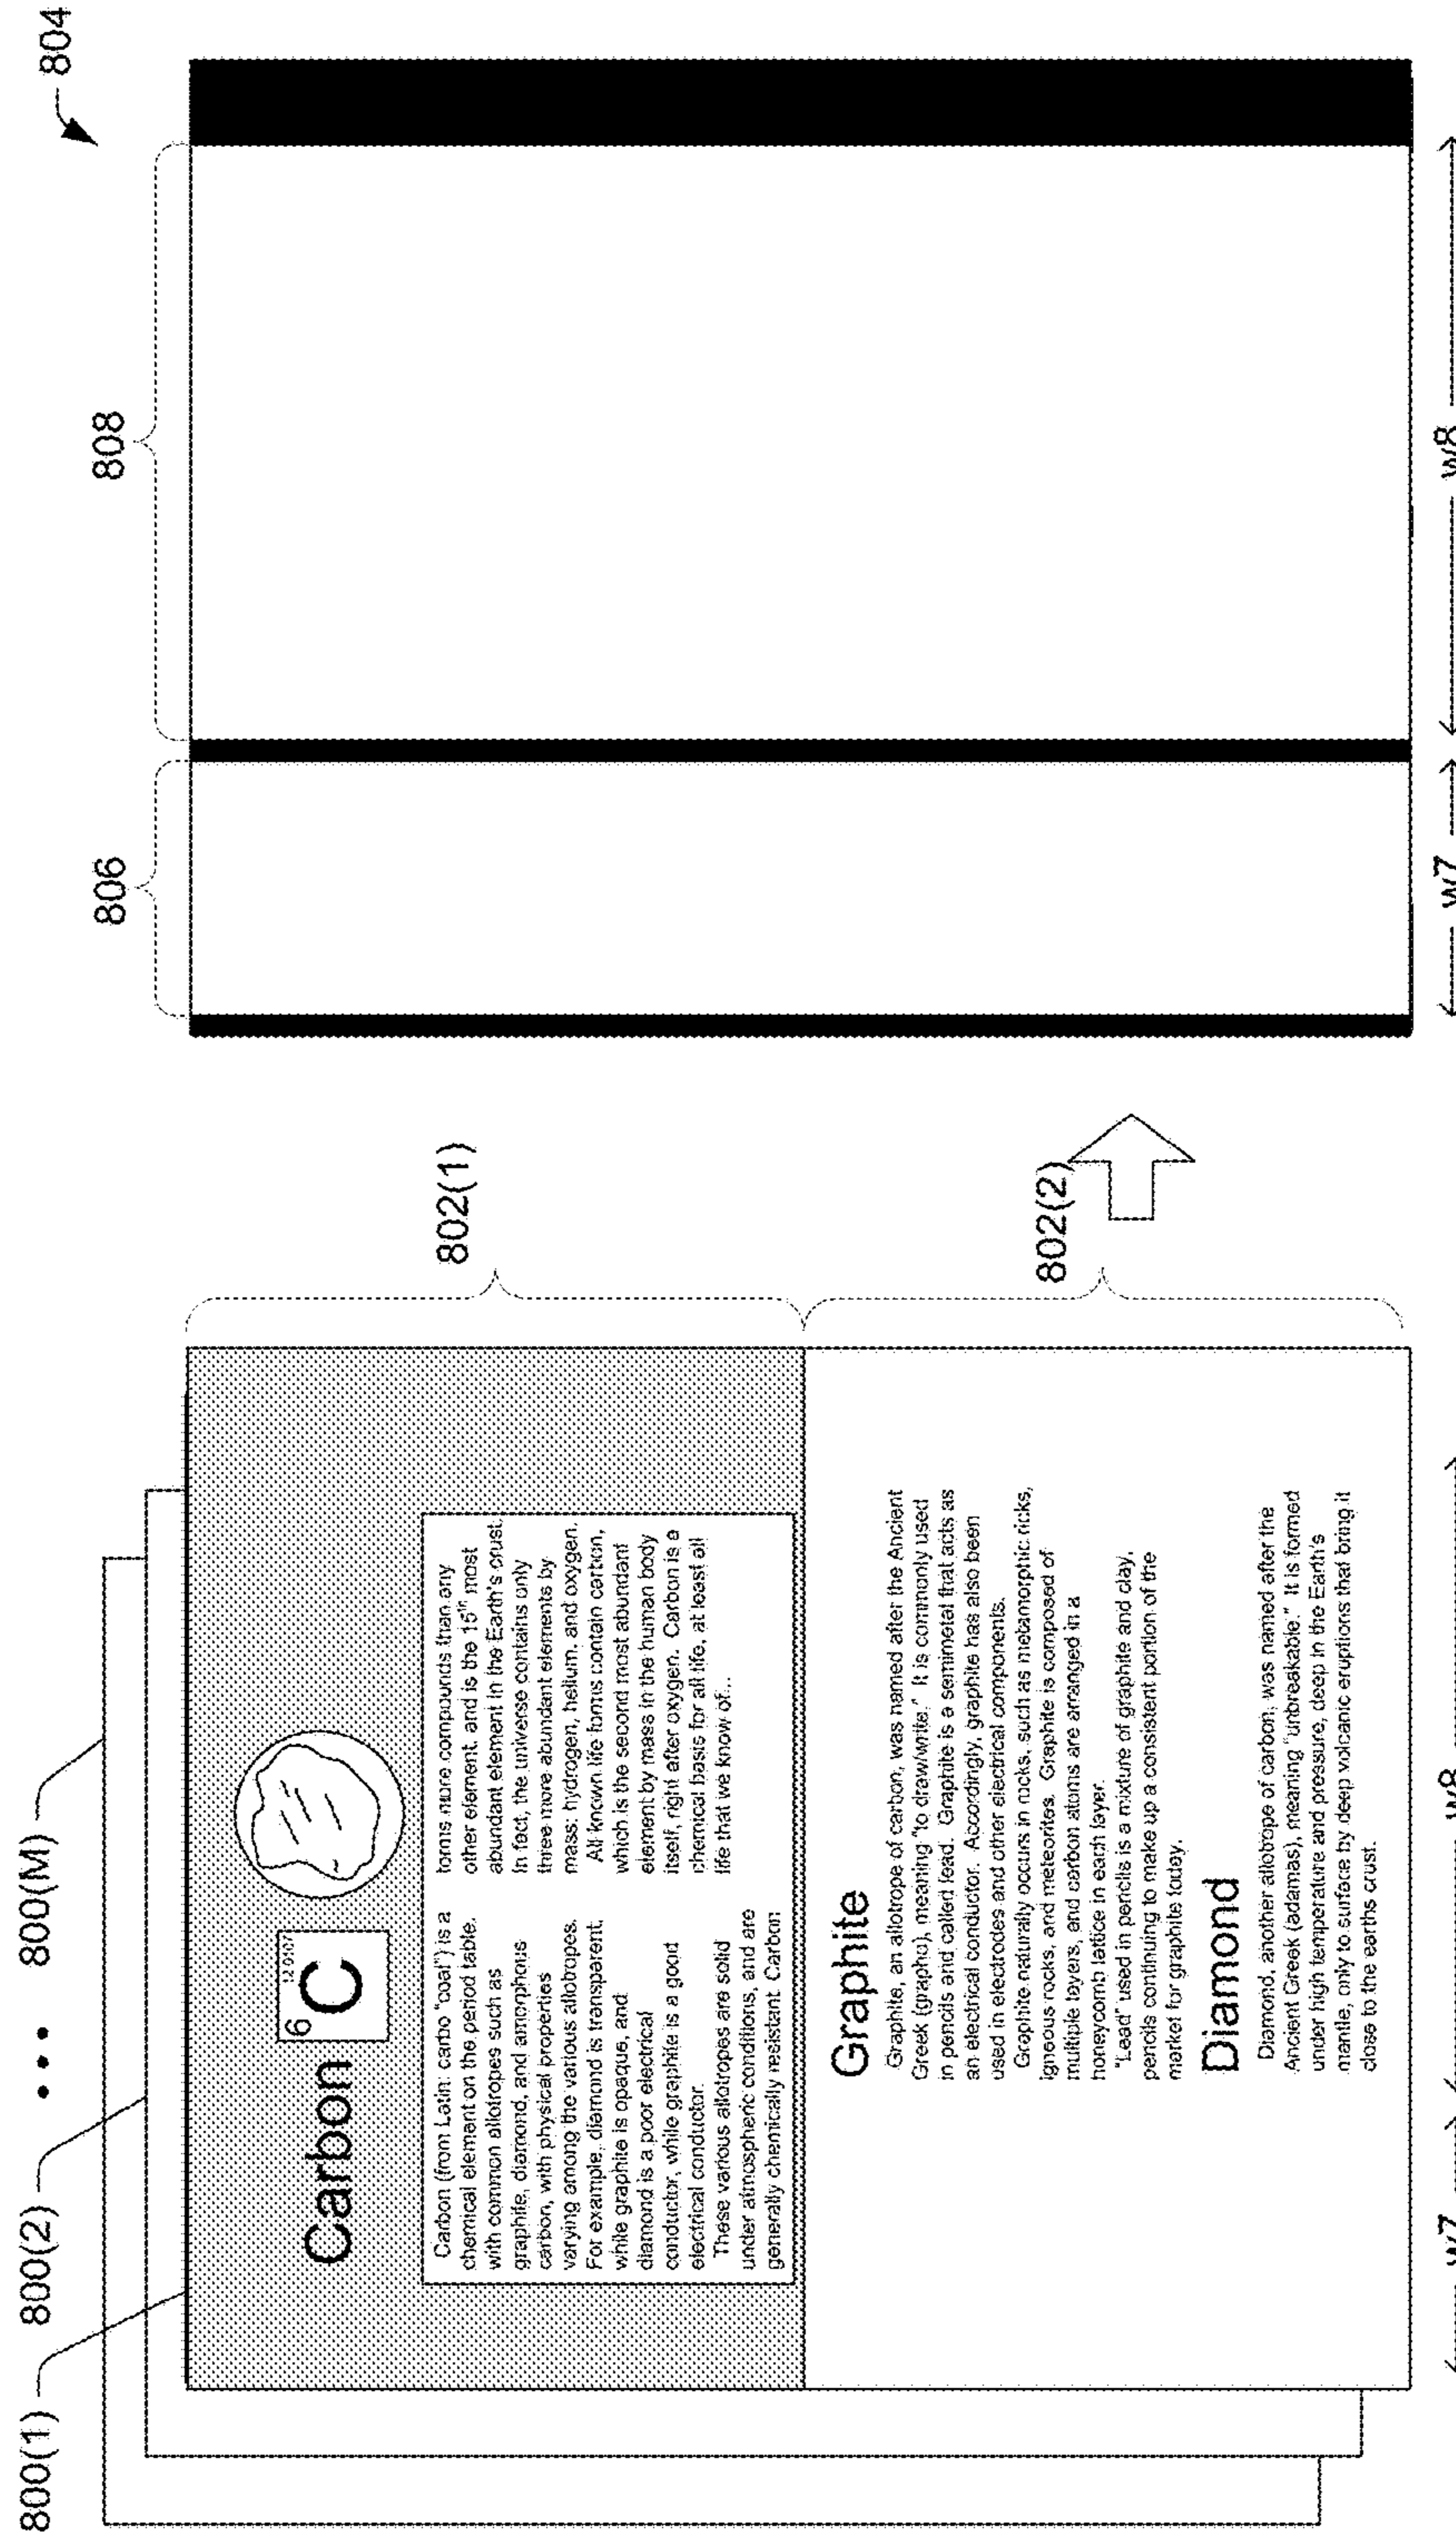 800(1)
800(2)
• • •
800(M)
Carbon
6
12.0107
C
Carbon (from Latin: carbo "coal") is a
chemical element on the period table.
with common allotropes such as
graphite, diamond, and amorphous
carbon, with physical properties
varying among the various allotropes.
For example, diamond is transparent,
while graphite is opaque, and
diamond is a poor electrical
conductor, while graphite is a good
electrical conductor.
These various allotropes are solid
under atmospheric conditions, and are
generally chemically resistant. Carbon
forms more compounds than any
other element, and is the 15th most
abundant element in the Earth's crust.
In fact, the universe contains only
three more abundant elements by
mass: hydrogen, helium, and oxygen.
All known life forms contain carbon,
which is the second most abundant
element by mass in the human body
itself, right after oxygen. Carbon is a
chemical basis for all life, at least all
life that we know of...
802(1)
Graphite
Graphite, an allotrope of carbon, was named after the Ancient
Greek (grapho), meaning "to draw/write." It is commonly used
in pencils and called lead. Graphite is a semimetal that acts as
an electrical conductor. Accordingly, graphite has also been
used in electrodes and other electrical components.
Graphite naturally occurs in rocks, such as metamorphic ricks,
igneous rocks, and meteorites. Graphite is composed of
multiple layers, and carbon atoms are arranged in a
honeycomb lattice in each layer.
"Lead" used in pencils is a mixture of graphite and clay,
pencils continuing to make up a consistent portion of the
market for graphite today.
Diamond
Diamond, another allotrope of carbon, was named after the
Ancient Greek (adamas), meaning "unbreakable." It is formed
under high temperature and pressure, deep in the Earth's
mantle, only to surface by deep volcanic eruptions that bring it
close to the earths crust.
802(2)
w7
w8
804
806
808
w7
w8